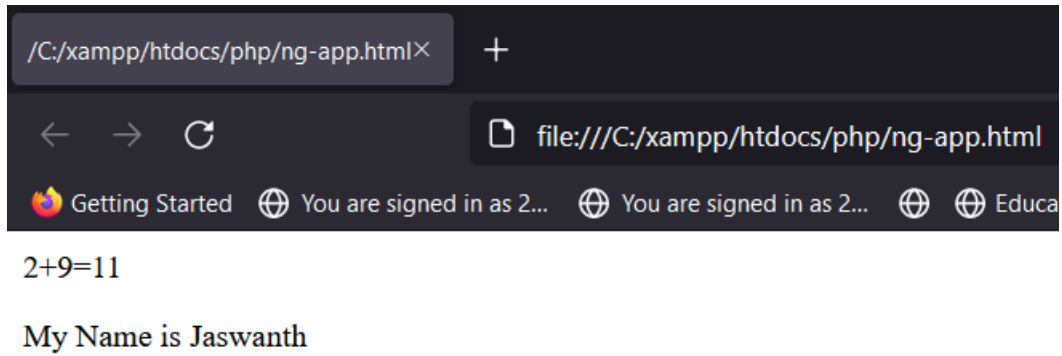 /C:/xampp/htdocs/php/ng-app.html
file:///C:/xampp/htdocs/php/ng-app.html
Getting Started You are signed in as 2... You are signed in as 2... Educa
2+9=11
My Name is Jaswanth